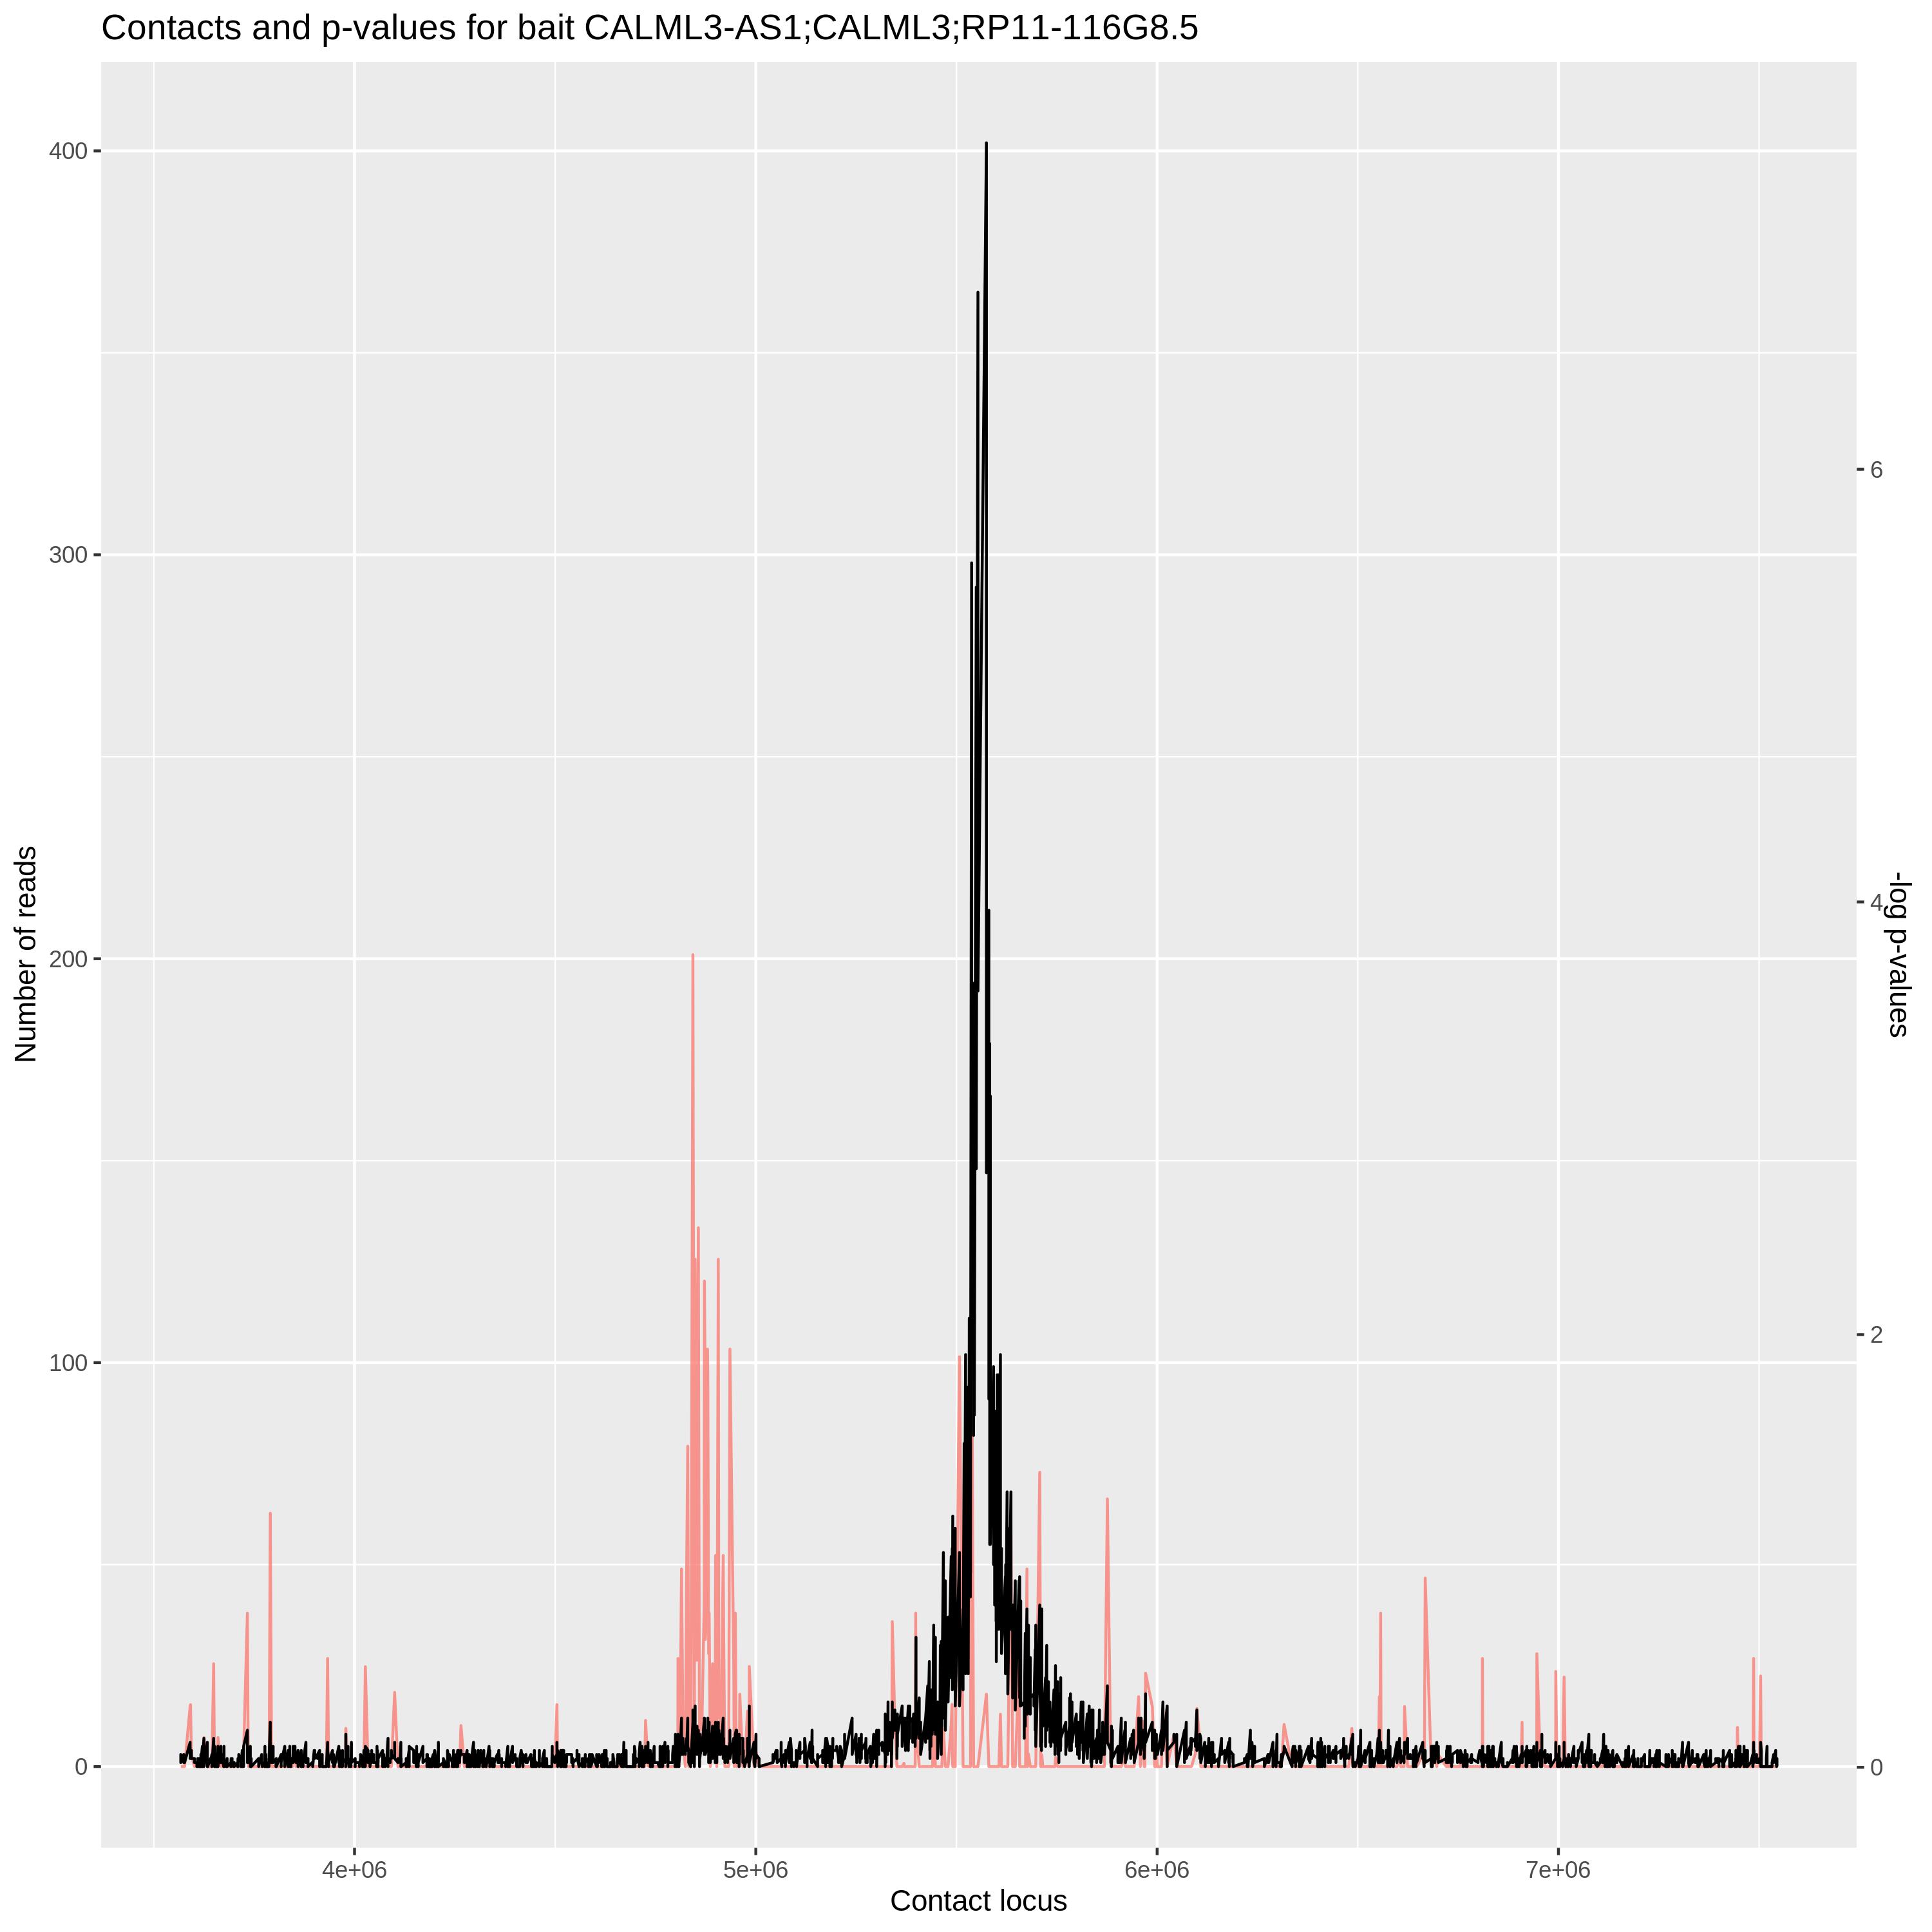 Contacts and p-values for bait CALML3-AS1;CALML3;RP11-116G8.5
400
300
200
100
0
Number of reads
6
4
2
0
-log p-values
4e+06
5e+06
6e+06
7e+06
Contact locus